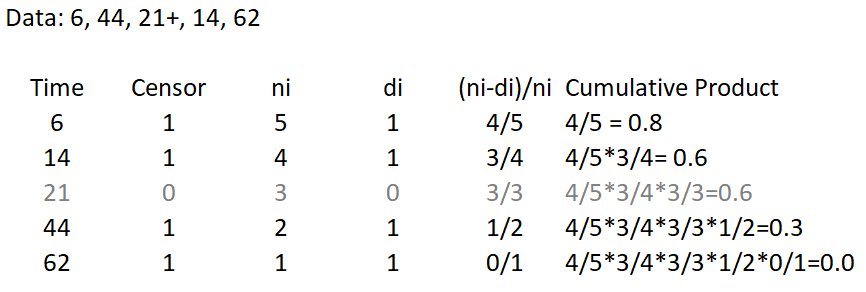 Data: 6, 44, 21+, 14, 62
Time Censor ni di (ni-di)/ni Cumulative Product
6 1 5 1 4/5 4/5 = 0.8
14 1 4 1 3/4 4/5*3/4= 0.6
21 0 3 0 3/3 4/5*3/4*3/3=0.6
44 1 2 1 1/2 4/5*3/4*3/3*1/2=0.3
62 1 1 1 0/1 4/5*3/4*3/3*1/2*0/1=0.0